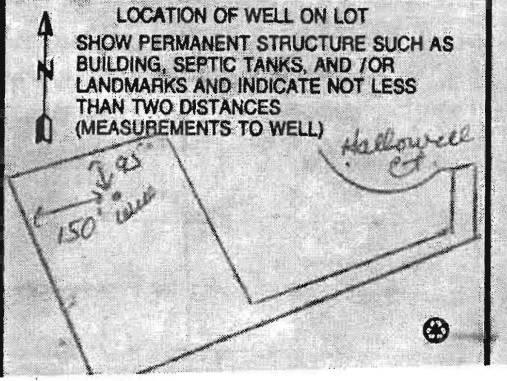 LOCATION OF WELL ON LOT
N
SHOW PERMANENT STRUCTURE SUCH AS
BUILDING, SEPTIC TANKS, AND /OR
LANDMARKS AND INDICATE NOT LESS
THAN TWO DISTANCES
(MEASUREMENTS TO WELL)
Hallowell
Ct.
95'
150' well